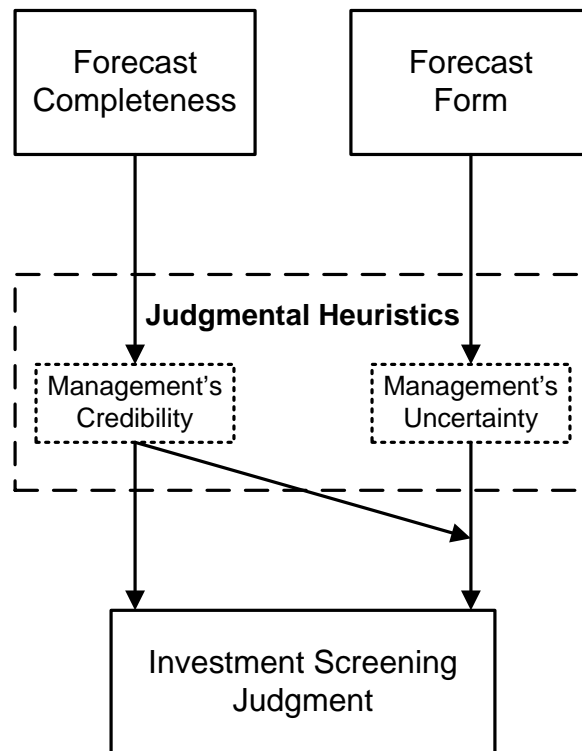 Forecast
Completeness
Forecast
Form
Judgmental Heuristics
Management’s
Credibility
Management’s
Uncertainty
Investment Screening
Judgment